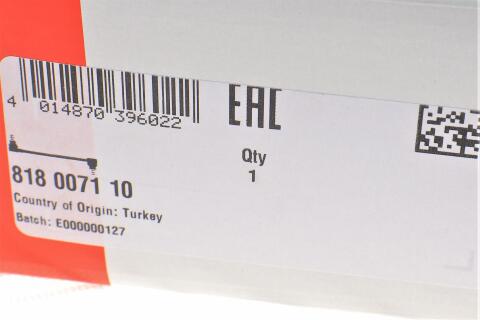 4 014870 396022
EAC
Qty
1
818 0071 10
Country of Origin: Turkey
Batch: E000000127